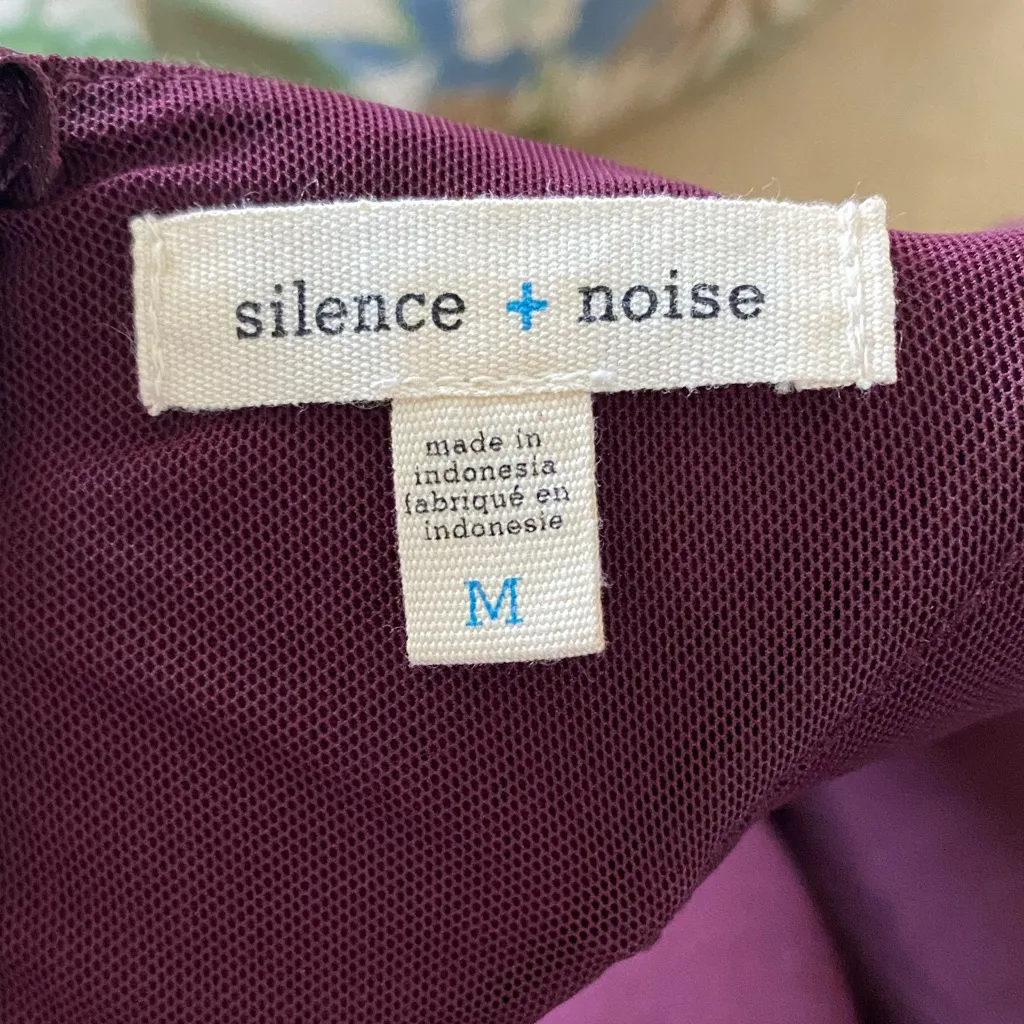 silence + noise
made in
indonesia
fabriqué en
indonesie
M